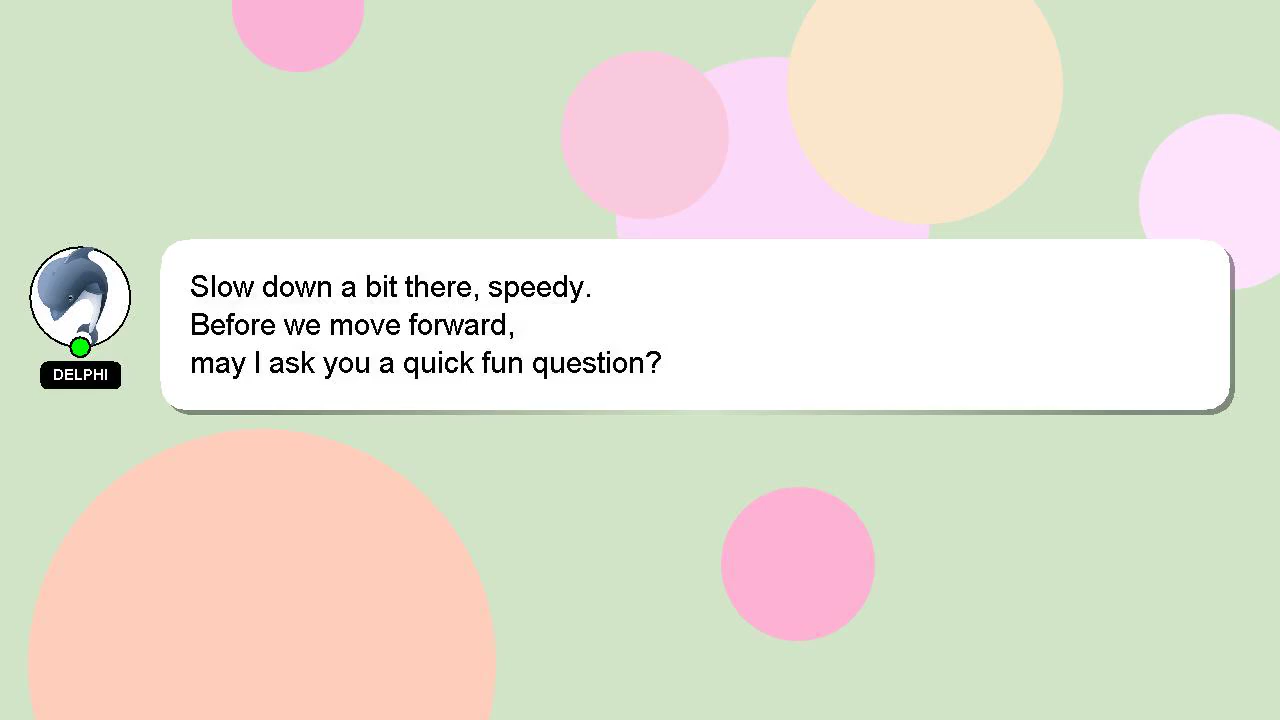 Slow down a bit there, speedy.
Before we move forward,
may I ask you a quick fun question?
DELPHI